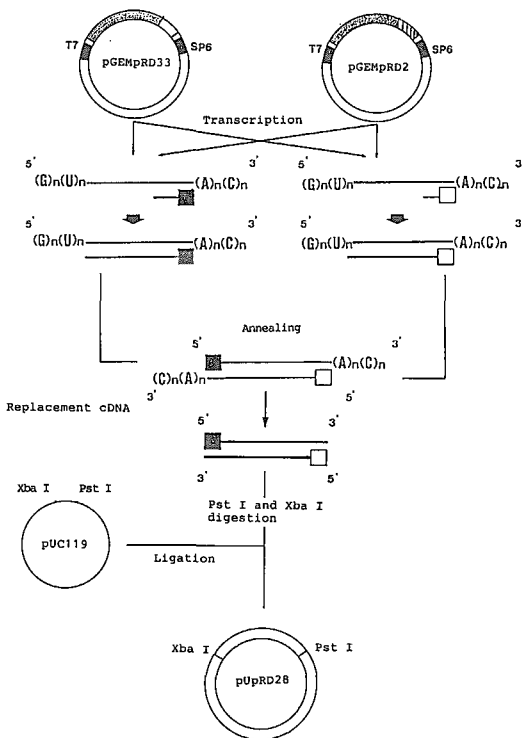 T7 SP6
pGEMpRD33
T7 SP6
pGEMpRD2
Transcription
5' 3'
(G)n(U)n (A)n(C)n
5' 3'
(G)n(U)n (A)n(C)n
5' 3
(G)n(U)n (A)n(C)n
5' 3
(G)n(U)n (A)n(C)n
Annealing
5' 3'
(A)n(C)n
(C)n(A)n
3' 5'
Replacement cDNA
5' 3'
3' 5'
Xba I Pst I
pUC119
Pst I and Xba I
digestion
Ligation
Xba I Pst I
pUpRD28